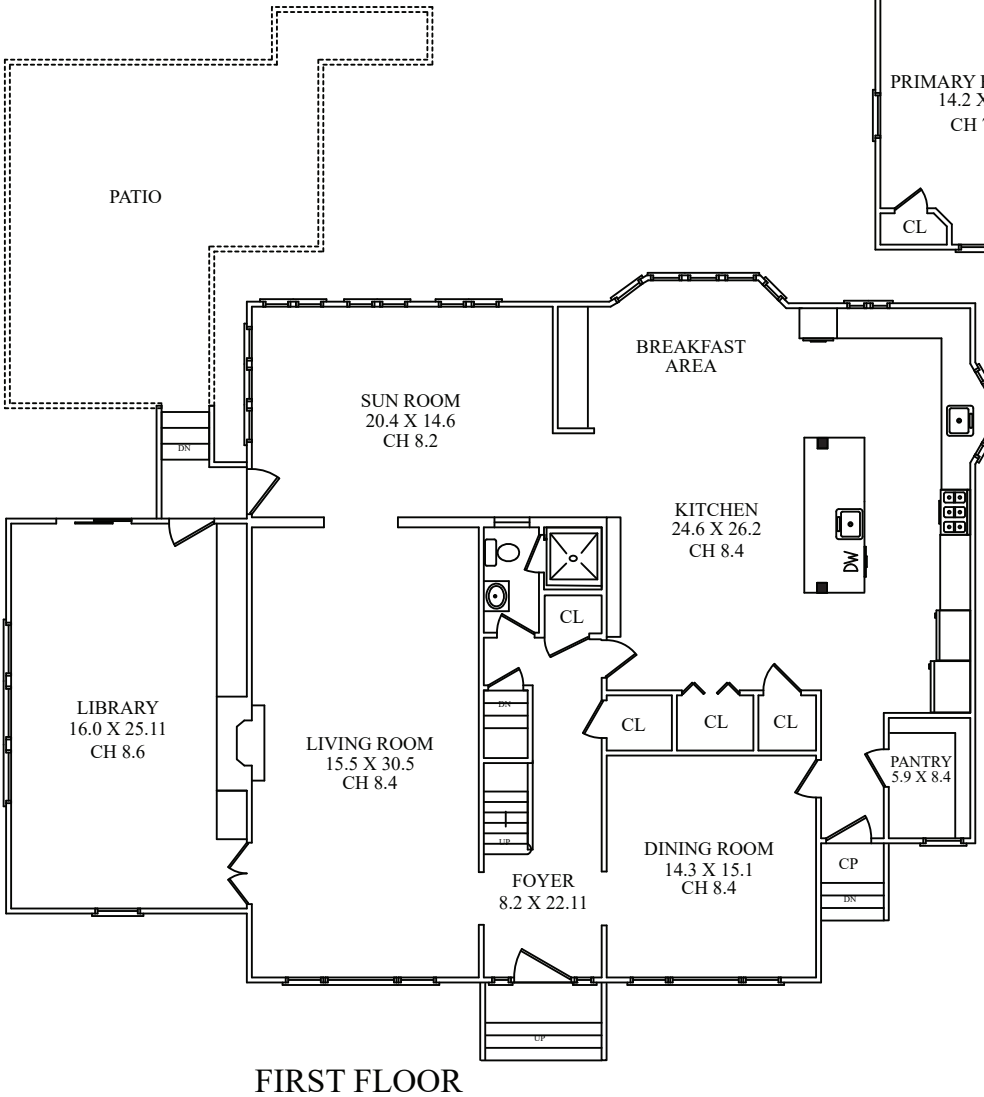 PRIMARY
14.2 X
CH
CL
PATIO
BREAKFAST
AREA
SUN ROOM
20.4 X 14.6
CH 8.2
DN
KITCHEN
24.6 X 26.2
CH 8.4
DW
CL
LIBRARY
16.0 X 25.11
CH 8.6
DN
CL
CL
CL
LIVING ROOM
15.5 X 30.5
CH 8.4
PANTRY
5.9 X 8.4
UP
DINING ROOM
14.3 X 15.1
CH 8.4
CP
FOYER
8.2 X 22.11
DN
UP
FIRST FLOOR